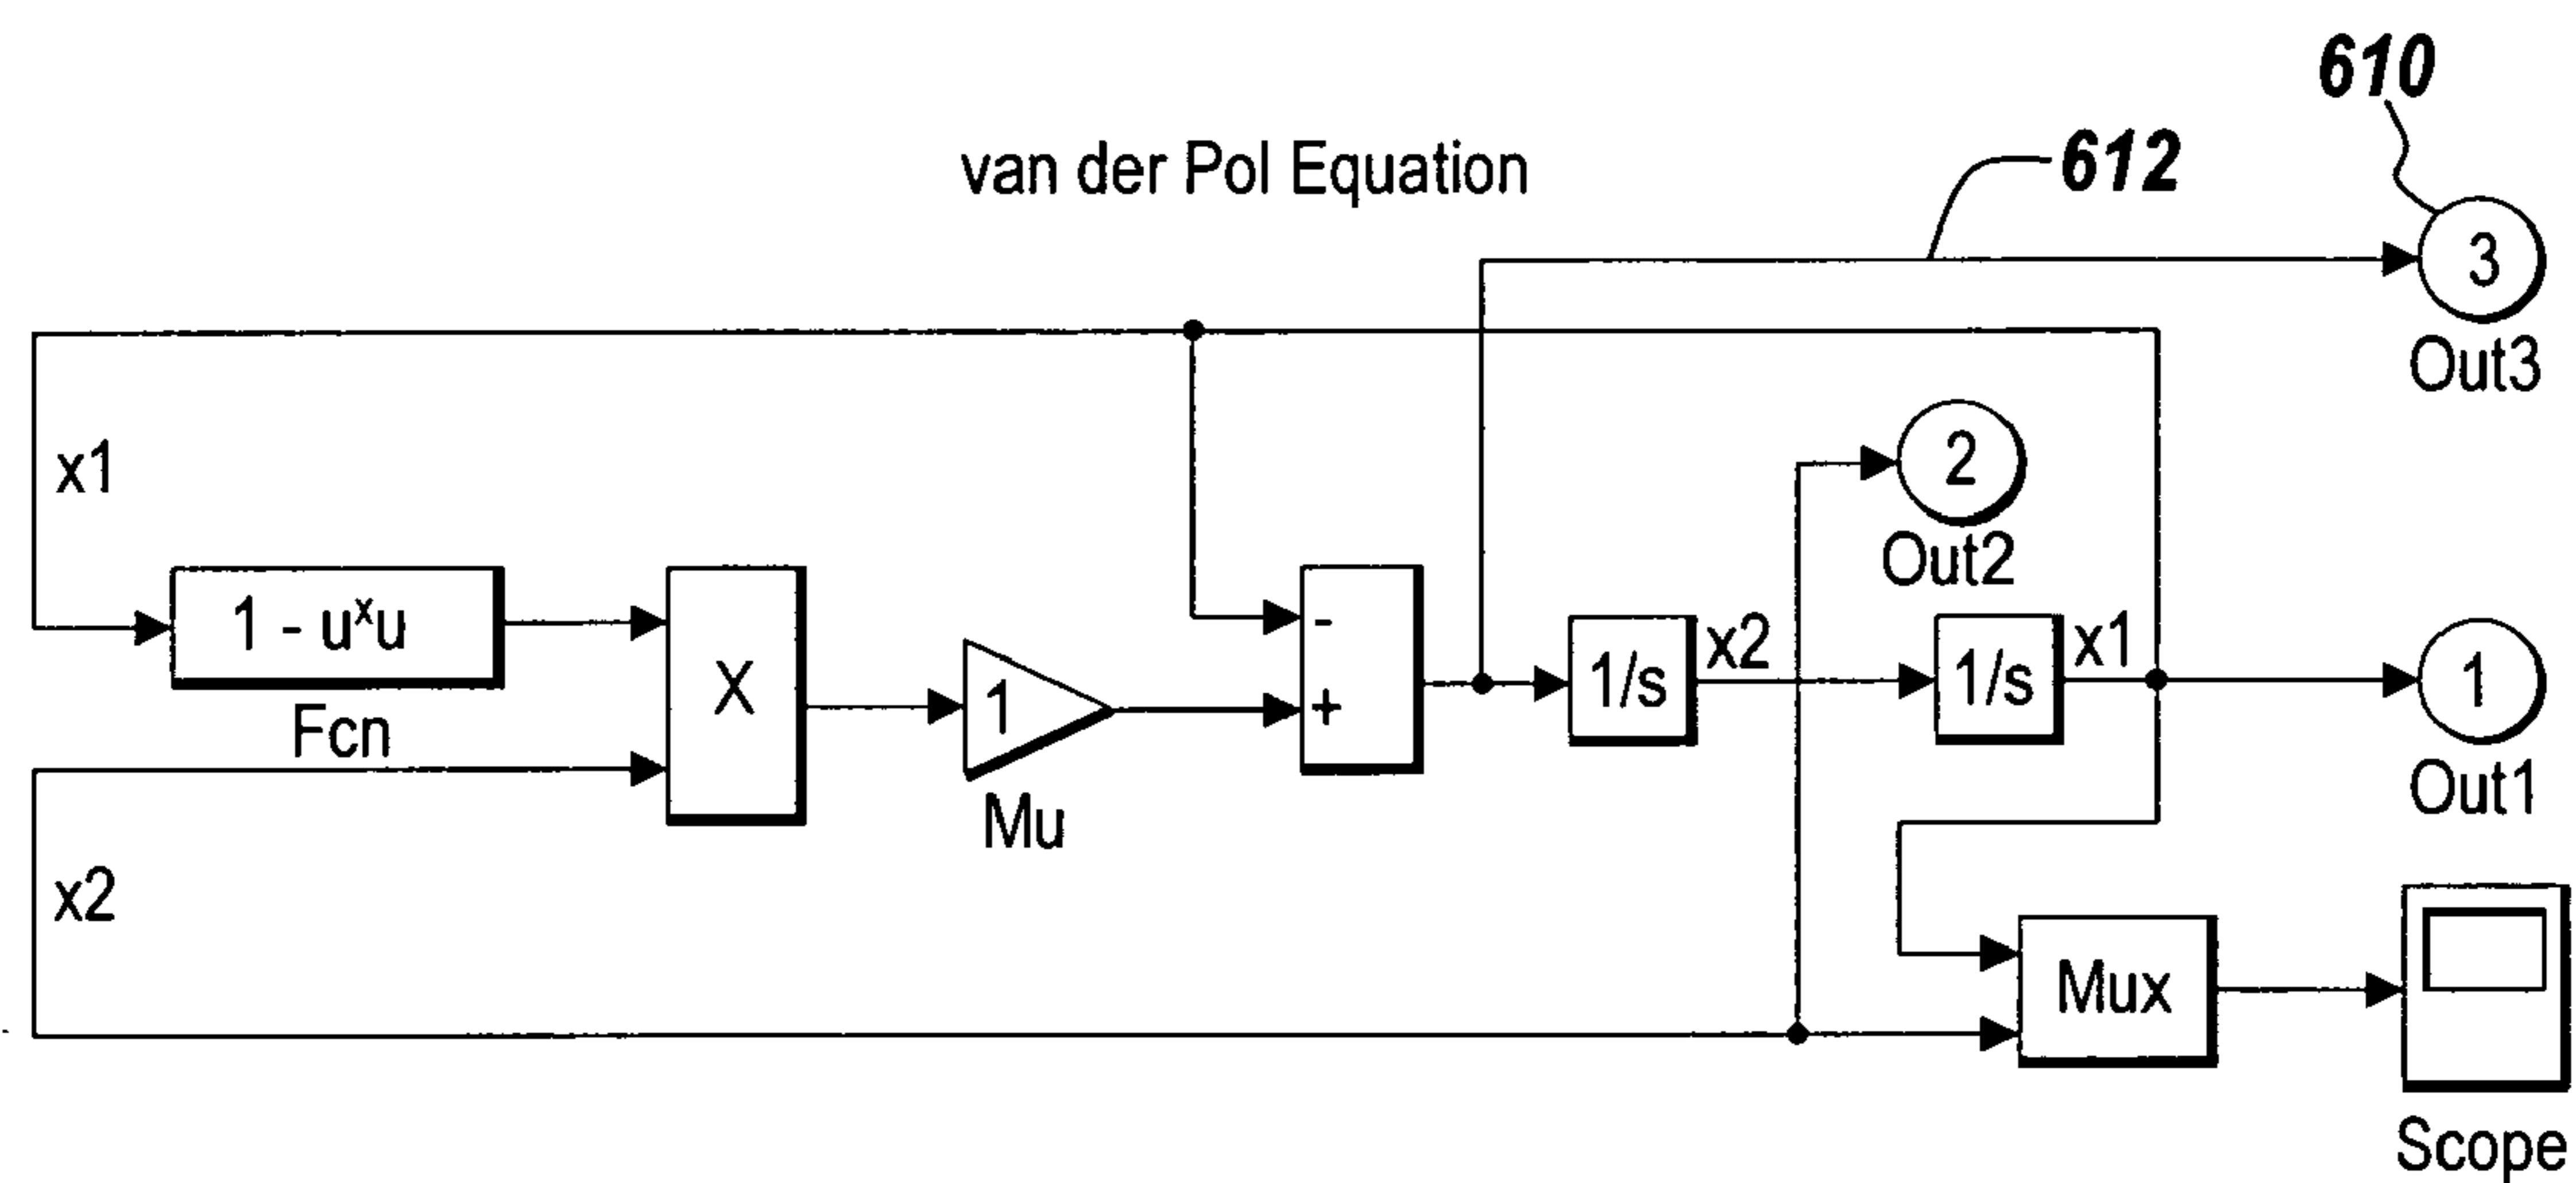 610
van der Pol Equation
612
3
Out3
x1
2
Out2
1 - uˣu
Fcn
X
1
Mu
-
+
1/s
x2
1/s
x1
1
Out1
x2
Mux
Scope